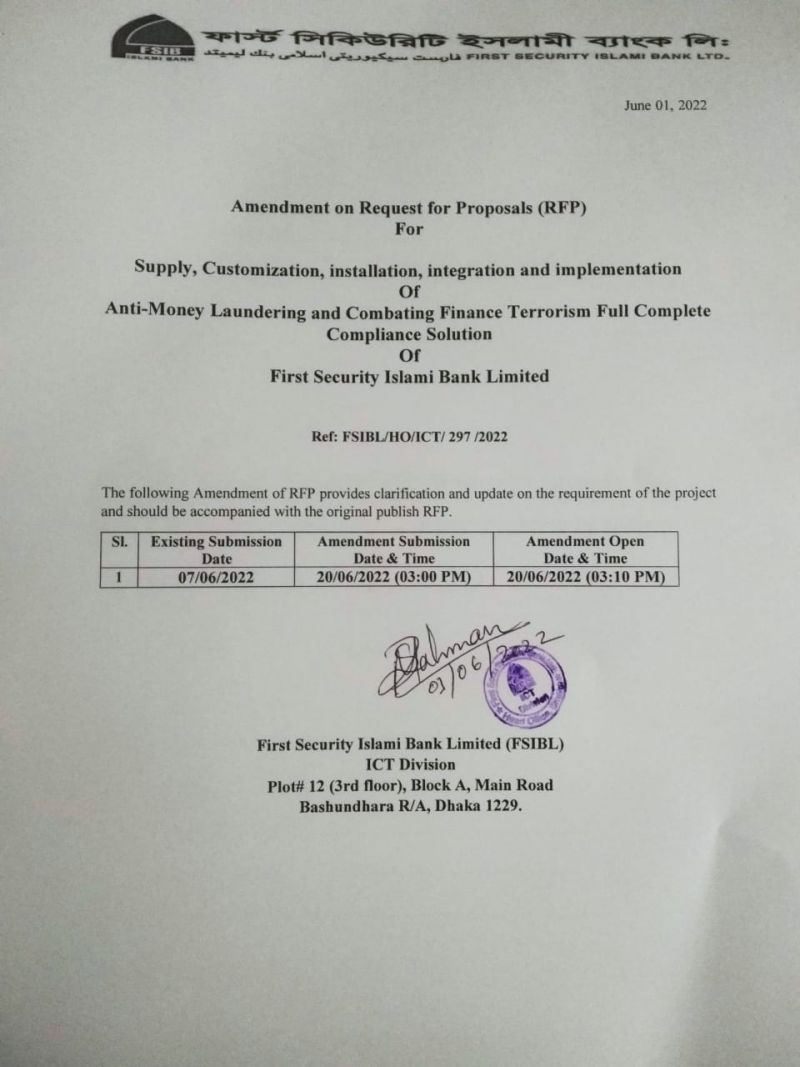 ফার্স্ট সিকিউরিটি ইসলামী ব্যাংক লিঃ
FSIB
ISLAMI BANK
فارست سيكيوريتي اسلامي بنك ليميتد FIRST SECURITY ISLAMI BANK LTD.
June 01, 2022
Amendment on Request for Proposals (RFP)
For
Supply, Customization, installation, integration and implementation
Of
Anti-Money Laundering and Combating Finance Terrorism Full Complete
Compliance Solution
Of
First Security Islami Bank Limited
Ref: FSIBL/HO/ICT/ 297 /2022
The following Amendment of RFP provides clarification and update on the requirement of the project
and should be accompanied with the original publish RFP.
Sl. Existing Submission Date Amendment Submission Date & Time Amendment Open Date & Time
1 07/06/2022 20/06/2022 (03:00 PM) 20/06/2022 (03:10 PM)
Rahman
01/06/2022
ICT
Division
Head Office
First Security Islami Bank Limited (FSIBL)
ICT Division
Plot# 12 (3rd floor), Block A, Main Road
Bashundhara R/A, Dhaka 1229.